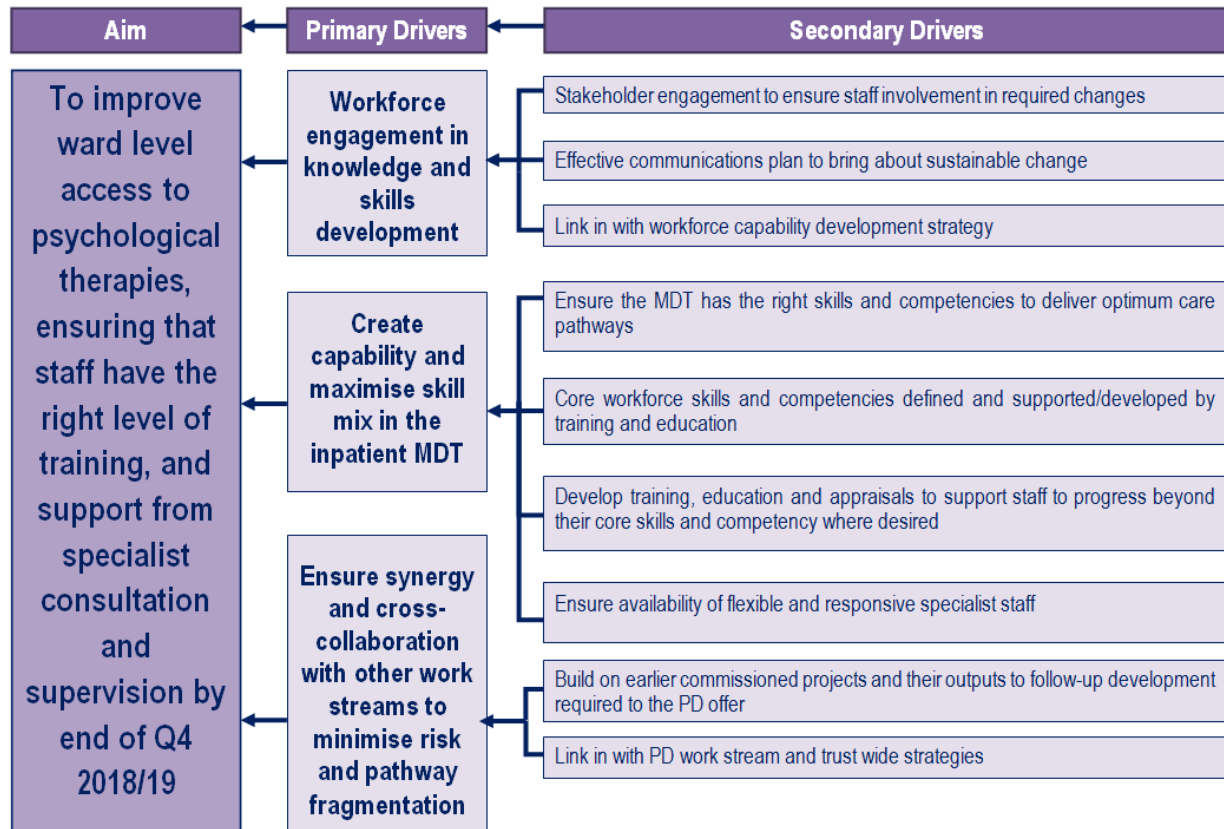 Aim
Primary Drivers
Secondary Drivers
To improve
ward level
access to
psychological
therapies,
ensuring that
staff have the
right level of
training, and
support from
specialist
consultation
and
supervision by
end of Q4
2018/19
Workforce
engagement in
knowledge and
skills
development
Stakeholder engagement to ensure staff involvement in required changes
Effective communications plan to bring about sustainable change
Link in with workforce capability development strategy
Create
capability and
maximise skill
mix in the
inpatient MDT
Ensure the MDT has the right skills and competencies to deliver optimum care
pathways
Core workforce skills and competencies defined and supported/developed by
training and education
Develop training, education and appraisals to support staff to progress beyond
their core skills and competency where desired
Ensure availability of flexible and responsive specialist staff
Ensure synergy
and cross-
collaboration
with other work
streams to
minimise risk
and pathway
fragmentation
Build on earlier commissioned projects and their outputs to follow-up development
required to the PD offer
Link in with PD work stream and trust wide strategies